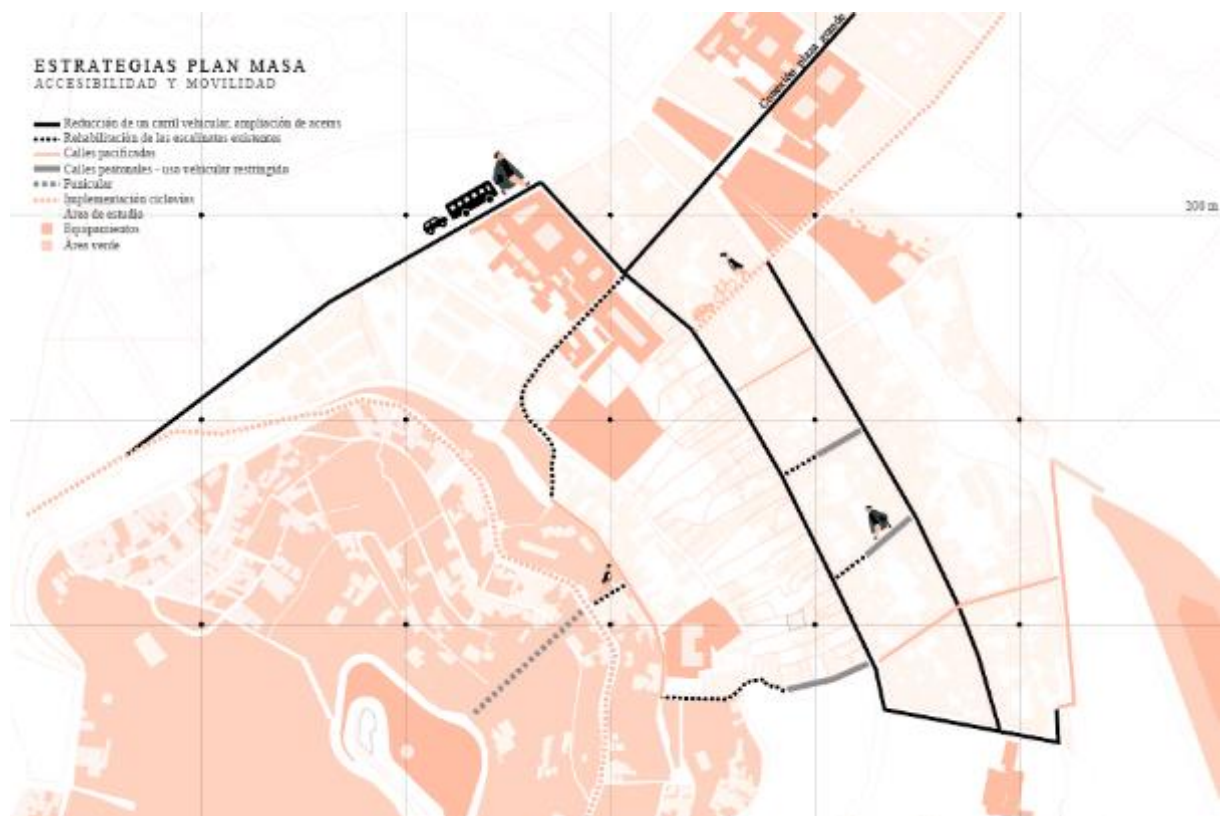 ESTRATEGIAS PLAN MASA
ACCESIBILIDAD Y MOVILIDAD
Reducción de un carril vehicular, ampliación de aceras
Rehabilitación de las escalinatas existentes
Calles pacificadas
Calles peatonales - uso vehicular restringido
Funicular
Implementación ciclovías
Área de estudio
Equipamientos
Área verde
Conexión plaza grande
200 m